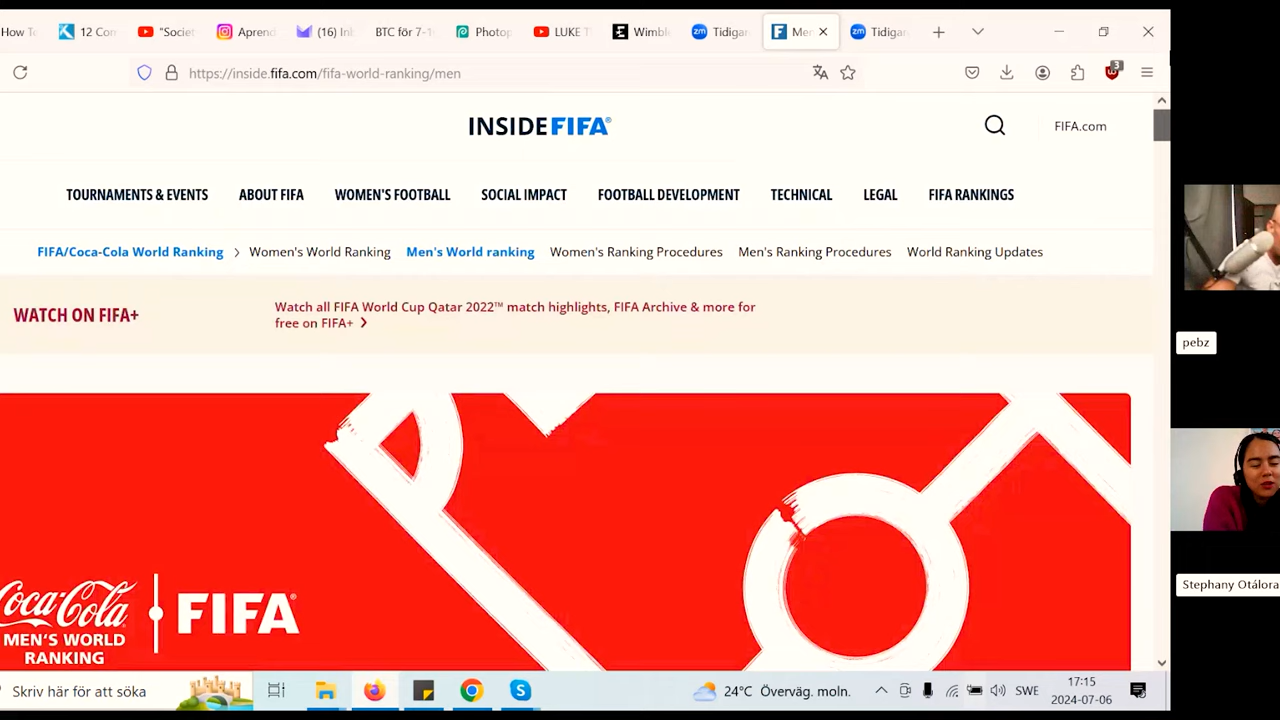 How T 12 Co "Societ Apren (16) In BTC för 7-1 Photop LUKE T Wimbl Tidigar Me Tidigar
https://inside.fifa.com/fifa-world-ranking/men 3
INSIDE FIFA® FIFA.com
TOURNAMENTS & EVENTS ABOUT FIFA WOMEN'S FOOTBALL SOCIAL IMPACT FOOTBALL DEVELOPMENT TECHNICAL LEGAL FIFA RANKINGS
FIFA/Coca-Cola World Ranking Women's World Ranking Men's World ranking Women's Ranking Procedures Men's Ranking Procedures World Ranking Updates
WATCH ON FIFA+
Watch all FIFA World Cup Qatar 2022™ match highlights, FIFA Archive & more for
free on FIFA+
pebz
Stephany Otálora
Coca-Cola
MEN'S WORLD
RANKING
FIFA®
Skriv här för att söka 24°C Överväg. moln. SWE 17:15
2024-07-06